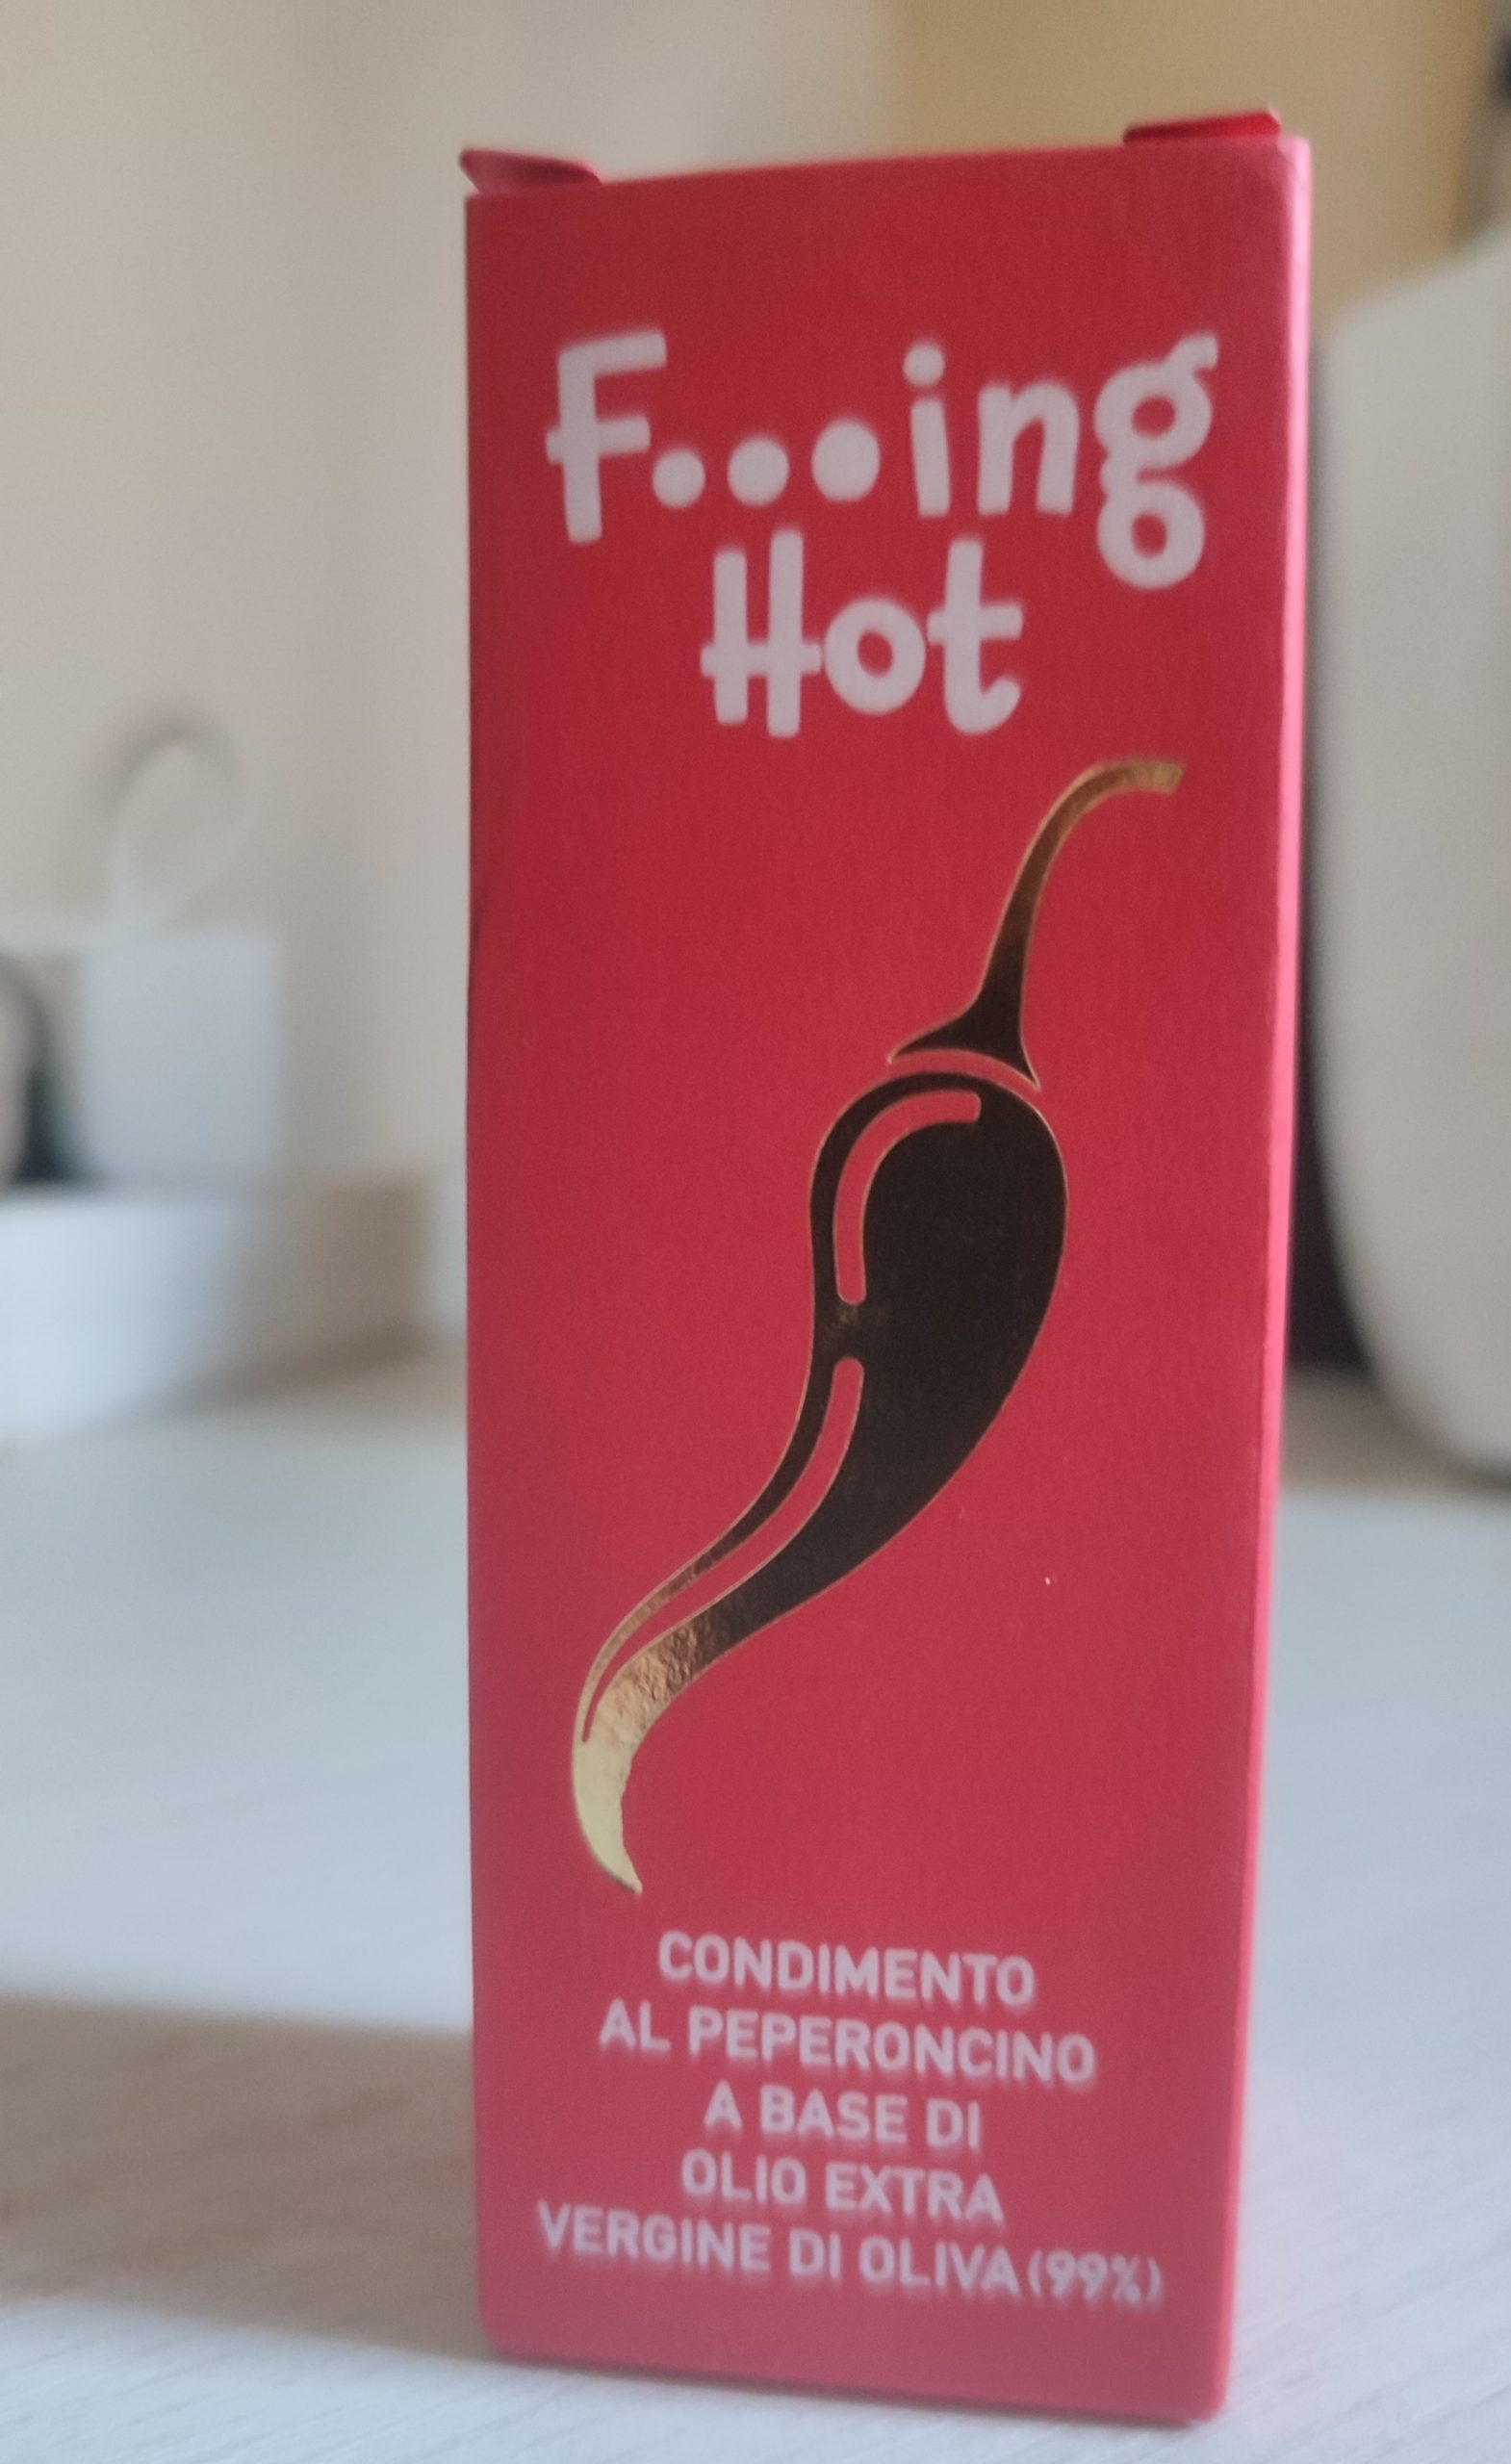 F...ing
Hot
CONDIMENTO
AL PEPERONCINO
A BASE DI
OLIO EXTRA
VERGINE DI OLIVA (99%)